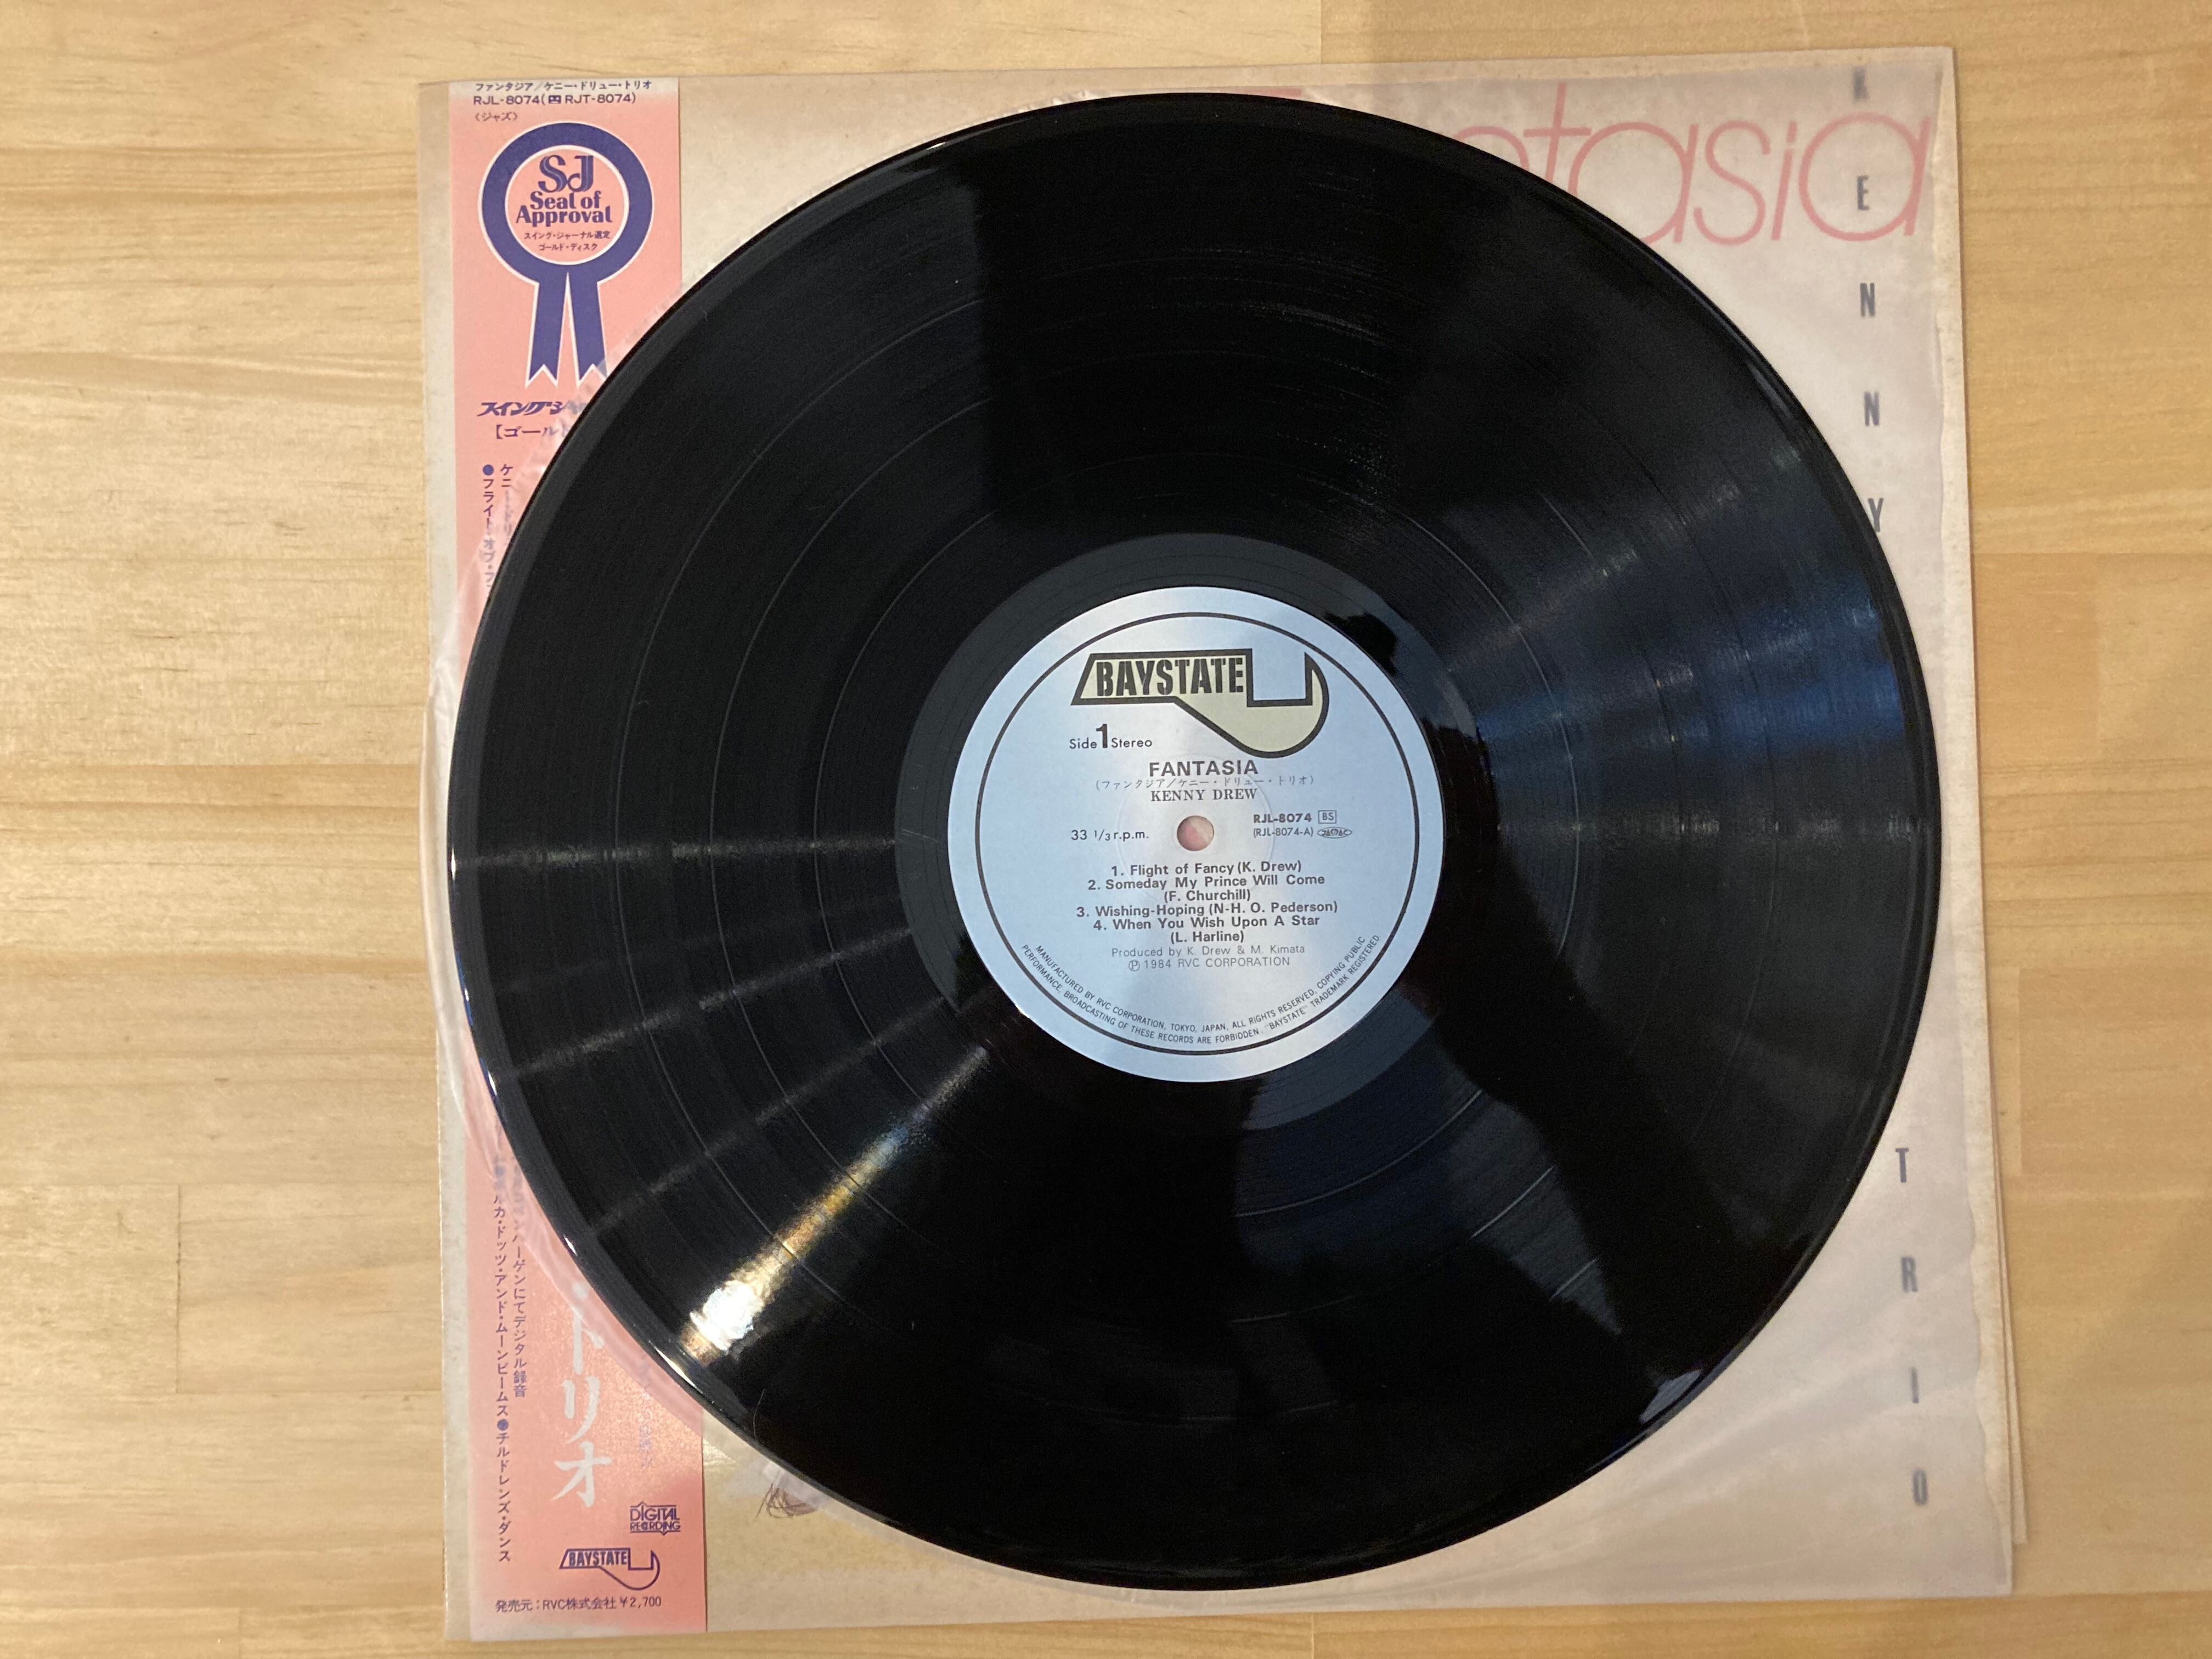 ファンタジア／ケニー・ドリュー・トリオ
RJL-8074(RJT-8074)
〈ジャズ〉
SJ
Seal of
Approval
スイング・ジャーナル選定
ゴールド・ディスク
スイング・ジ
【ゴール
ケニー・ドリ
●フライト・オブ・フ
ンハーゲンにてデジタル録音
ルカ・ドッツ・アンド・ムーンビームス●チルドレンズ・ダンス
トリオ
DIGITAL
RECORDING
BAYSTATE
発売元：RVC株式会社 ¥2,700
ntasia
KENNY
TRIO
BAYSTATE
Side 1 Stereo
FANTASIA
(ファンタジア／ケニー・ドリュー・トリオ)
KENNY DREW
33 1/3 r.p.m.
RJL-8074 BS
(RJL-8074-A) JASRAC
1. Flight of Fancy (K. Drew)
2. Someday My Prince Will Come
(F. Churchill)
3. Wishing-Hoping (N-H. O. Pederson)
4. When You Wish Upon A Star
(L. Harline)
Produced by K. Drew & M. Kimata
Ⓟ 1984 RVC CORPORATION
MANUFACTURED BY RVC CORPORATION, TOKYO, JAPAN. ALL RIGHTS RESERVED. COPYING PUBLIC
PERFORMANCE, BROADCASTING OF THESE RECORDS ARE FORBIDDEN. "BAYSTATE" TRADEMARK REGISTERED